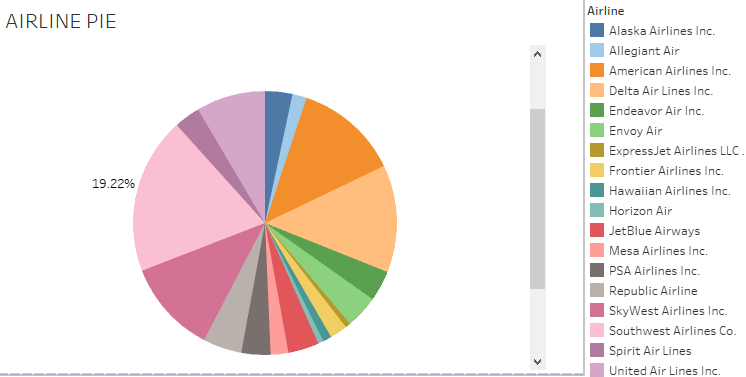 AIRLINE PIE
19.22%
Airline
Alaska Airlines Inc.
Allegiant Air
American Airlines Inc.
Delta Air Lines Inc.
Endeavor Air Inc.
Envoy Air
ExpressJet Airlines LLC .
Frontier Airlines Inc.
Hawaiian Airlines Inc.
Horizon Air
JetBlue Airways
Mesa Airlines Inc.
PSA Airlines Inc.
Republic Airline
SkyWest Airlines Inc.
Southwest Airlines Co.
Spirit Air Lines
United Air Lines Inc.